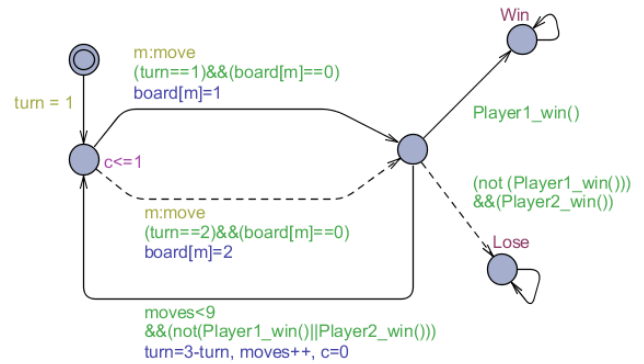 Win
m:move
(turn==1)&&(board[m]==0)
board[m]=1
turn = 1
Player1_win()
c<=1
(not (Player1_win()))
&&(Player2_win())
m:move
(turn==2)&&(board[m]==0)
board[m]=2
Lose
moves<9
&&(not(Player1_win()||Player2_win()))
turn=3-turn, moves++, c=0